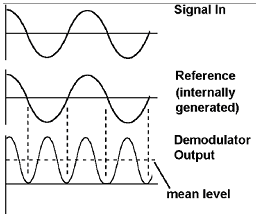 Signal In
Reference
(internally
generated)
Demodulator
Output
mean level